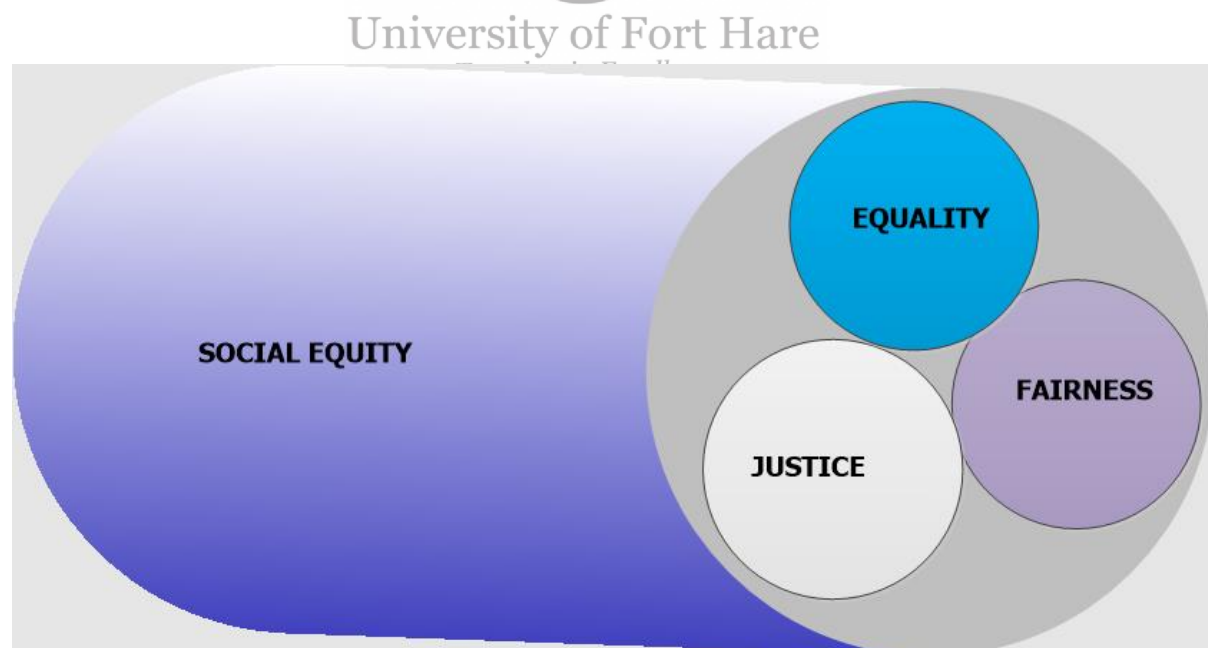 University of Fort Hare
EQUALITY
SOCIAL EQUITY
FAIRNESS
JUSTICE